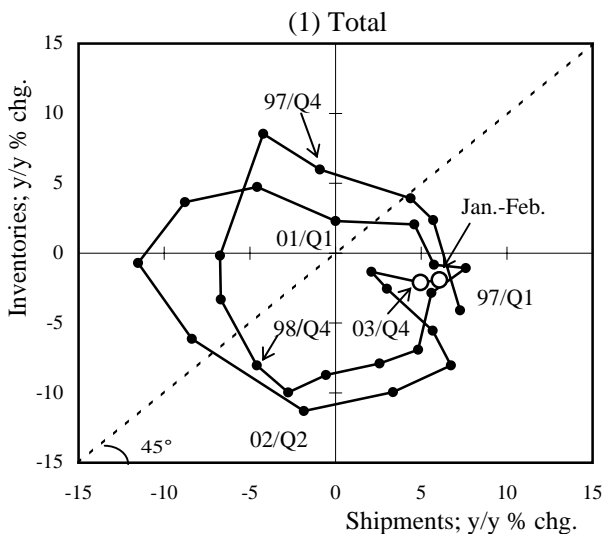 (1) Total
Inventories; y/y % chg.
15
10
5
0
-5
-10
-15
97/Q4
Jan.-Feb.
01/Q1
97/Q1
98/Q4
03/Q4
02/Q2
45°
-15
-10
-5
0
5
10
15
Shipments; y/y % chg.